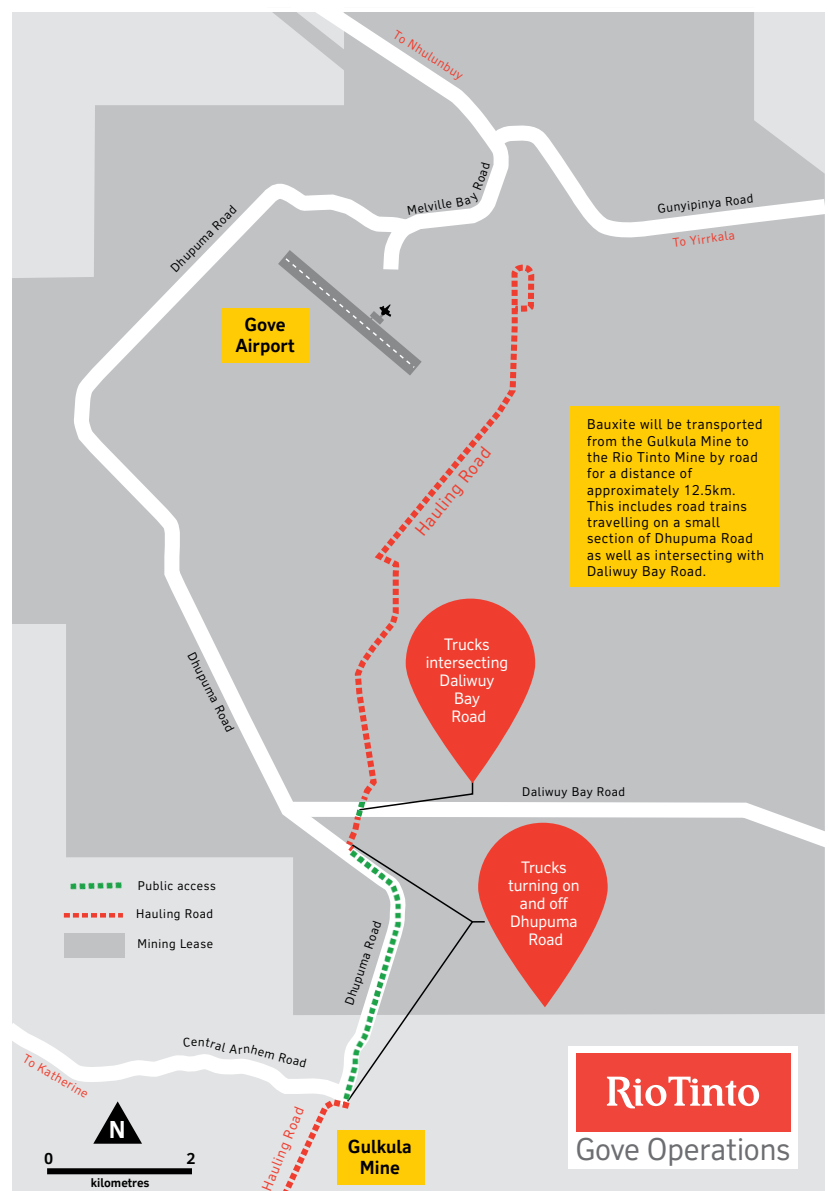 To Nhulunbuy
Melville Bay Road
Gunyipinya Road
To Yirrkala
Dhupuma Road
Gove
Airport
Hauling Road
Bauxite will be transported
from the Gulkula Mine to
the Rio Tinto Mine by road
for a distance of
approximately 12.5km.
This includes road trains
travelling on a small
section of Dhupuma Road
as well as intersecting with
Daliwuy Bay Road.
Trucks
intersecting
Daliwuy
Bay
Road
Dhupuma Road
Daliwuy Bay Road
Trucks
turning on
and off
Dhupuma
Road
Public access
Hauling Road
Mining Lease
Dhupuma Road
Central Arnhem Road
To Katherine
N
0 2
kilometres
Hauling Road
Gulkula
Mine
RioTinto
Gove Operations